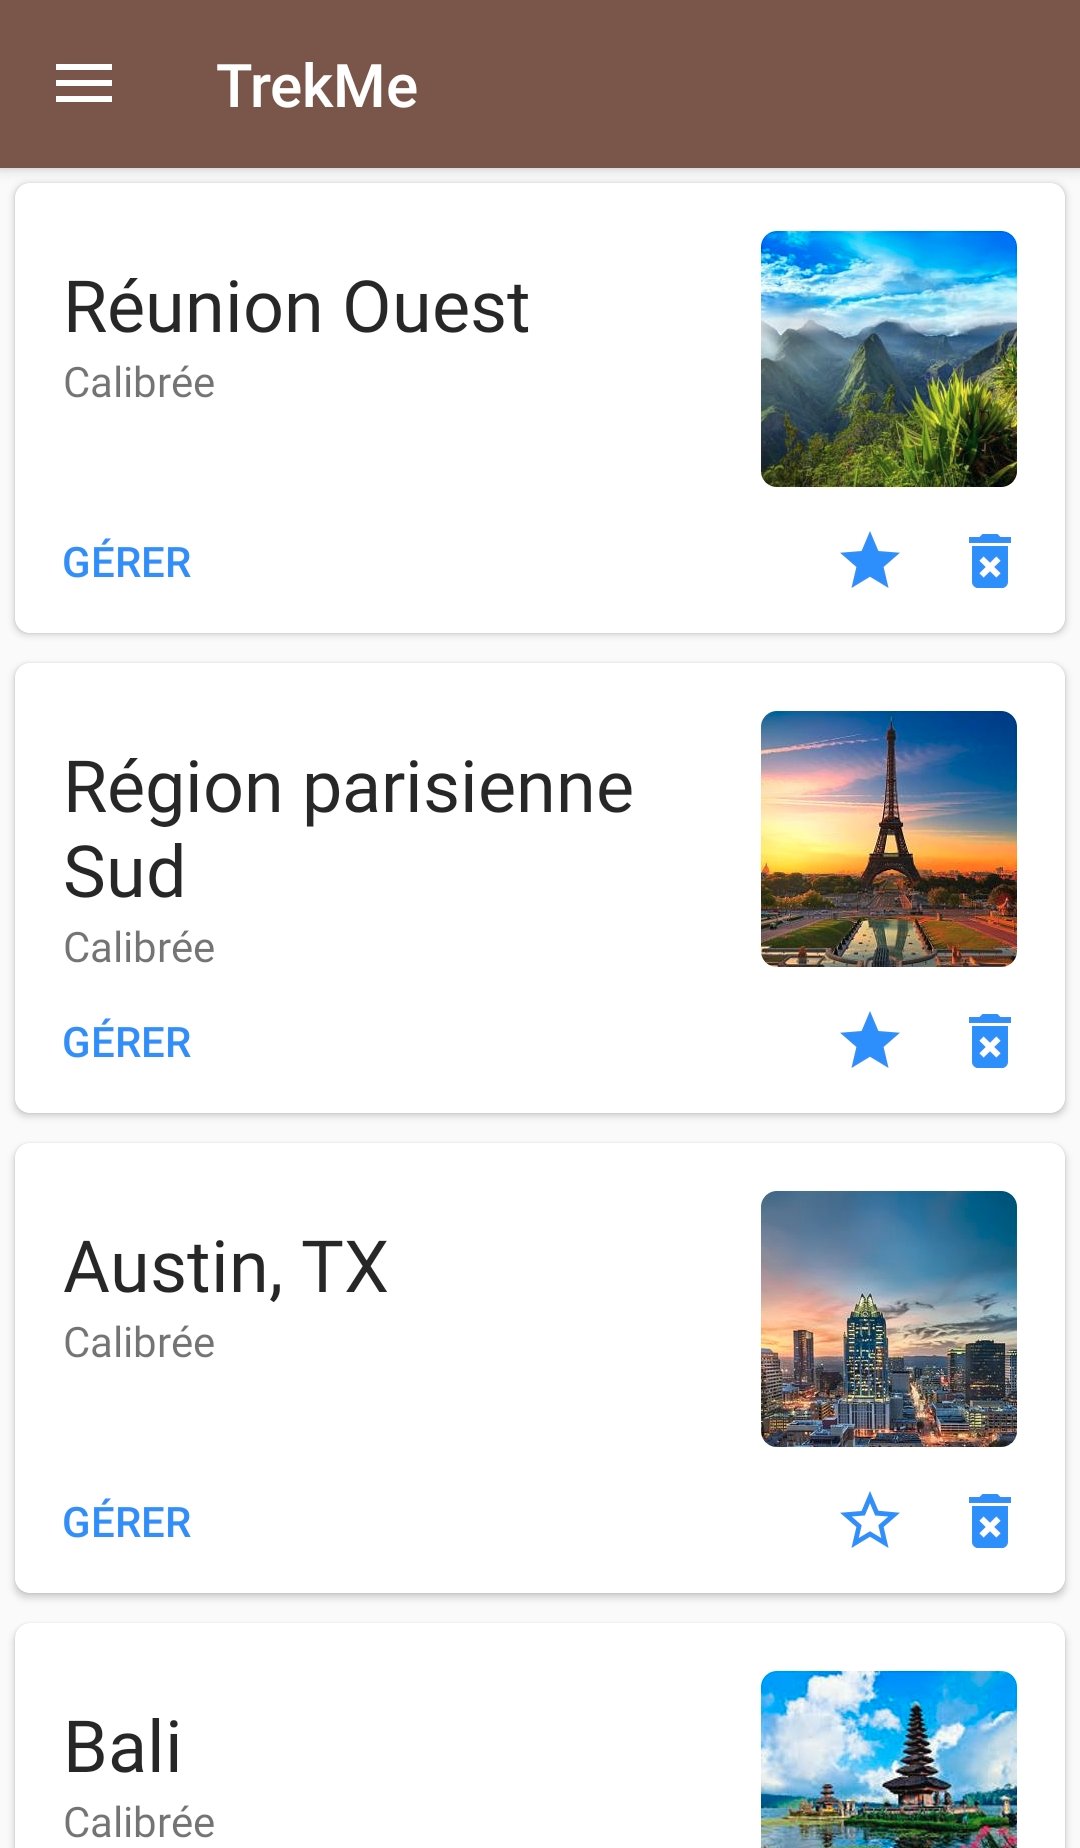 TrekMe
Réunion Ouest
Calibrée
GÉRER
Région parisienne
Sud
Calibrée
GÉRER
Austin, TX
Calibrée
GÉRER
Bali
Calibrée